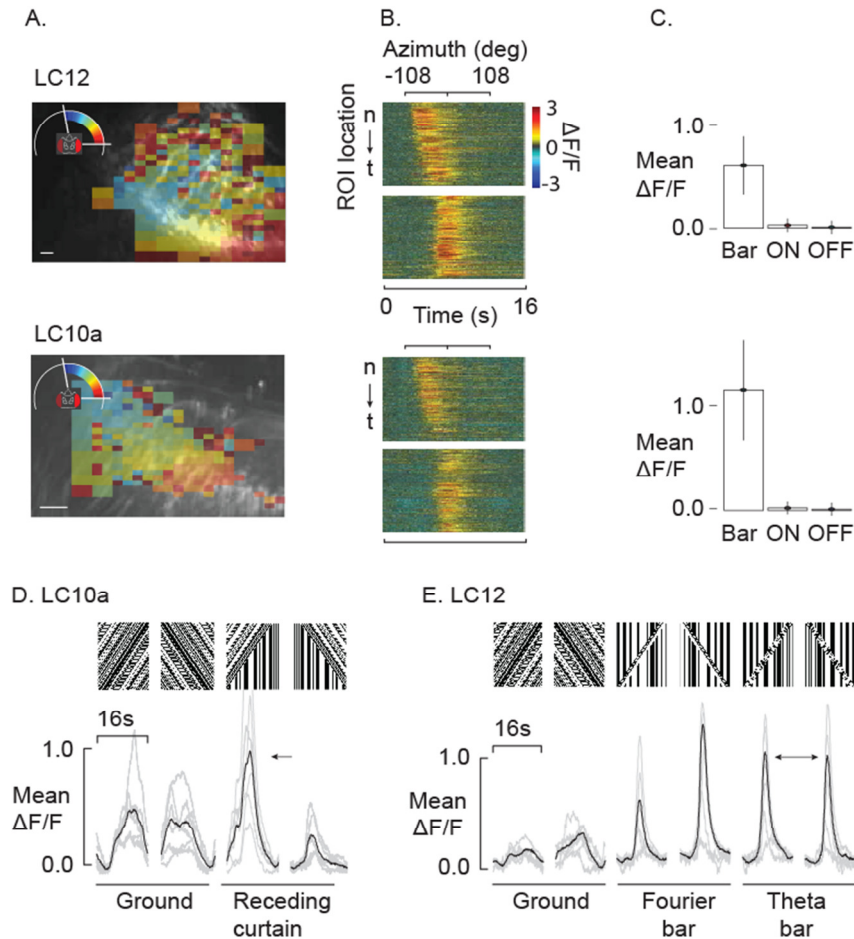 A.
B.
C.
LC12
Azimuth (deg)
-108 108
ROI location
n
t
3
0
-3
ΔF/F
1.0
Mean
ΔF/F
0.0
Bar ON OFF
0 16
Time (s)
LC10a
n
t
1.0
Mean
ΔF/F
0.0
Bar ON OFF
D. LC10a
16s
1.0
Mean
ΔF/F
0.0
Ground
Receding
curtain
E. LC12
16s
1.0
Mean
ΔF/F
0.0
Ground
Fourier
bar
Theta
bar